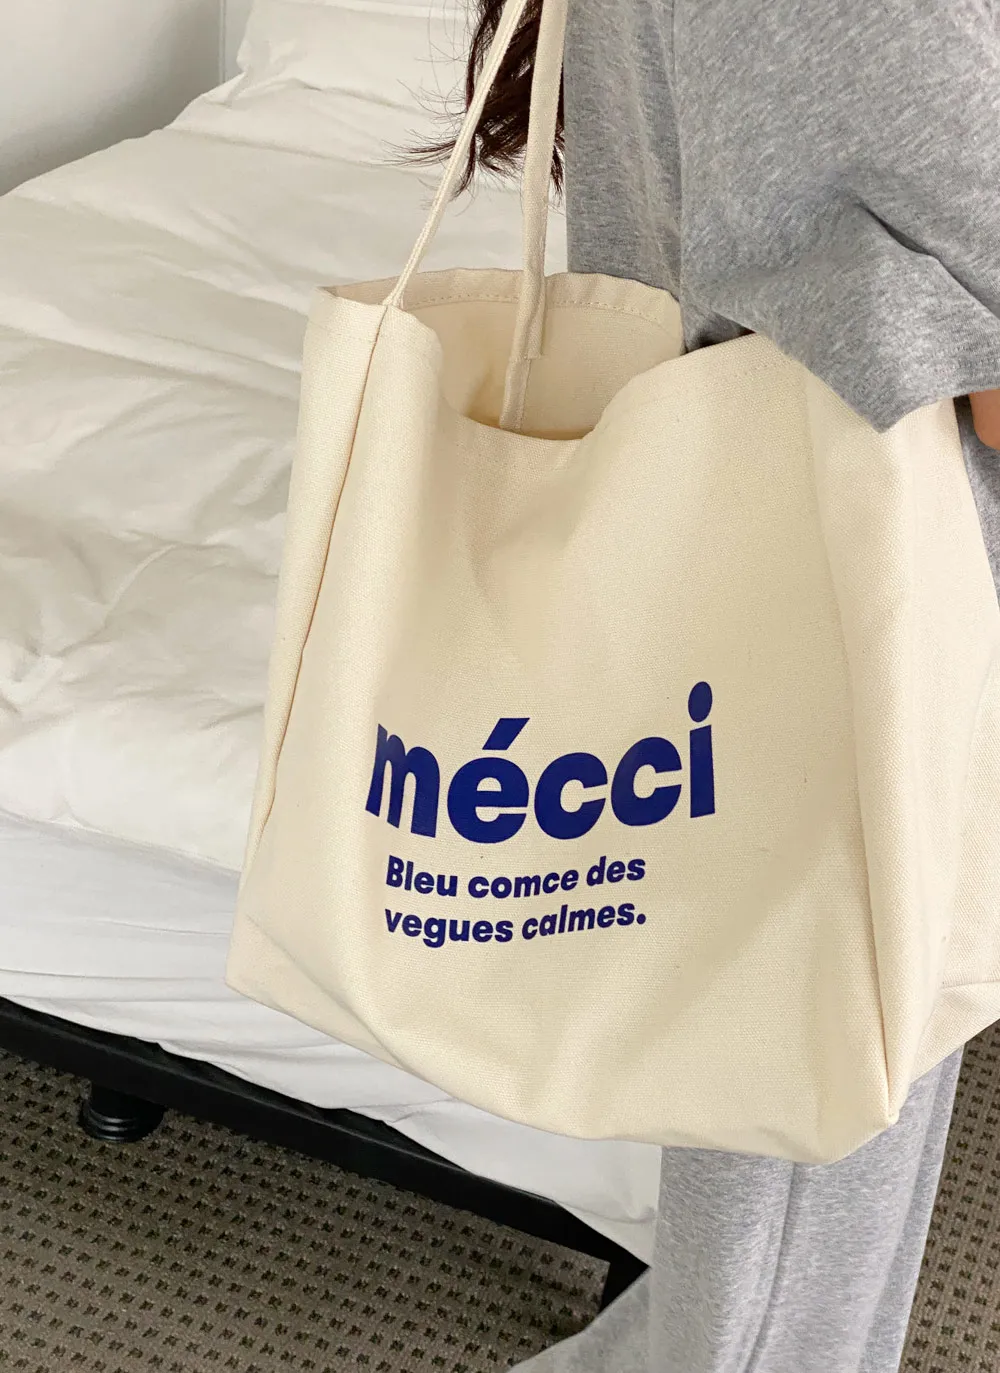 mécci
Bleu comce des
vegues calmes.